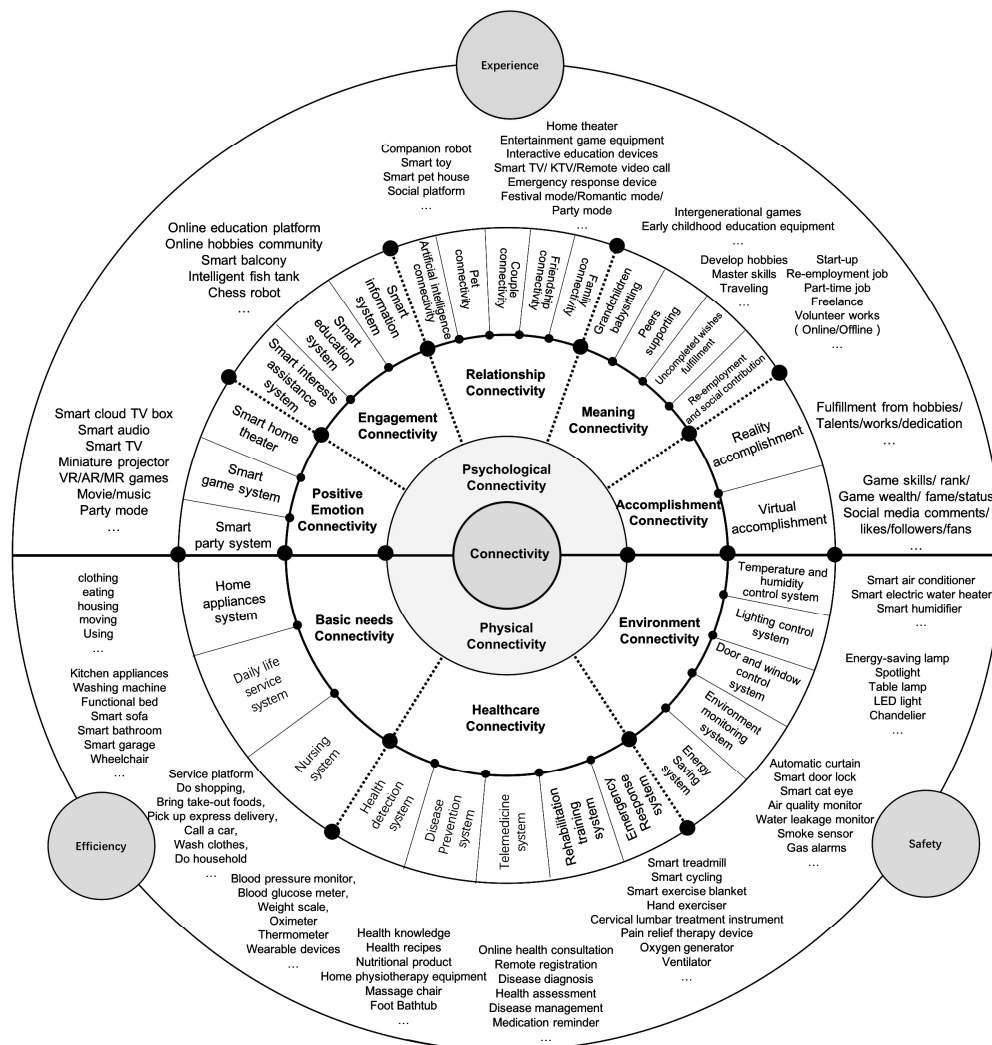 Experience
Home theater
Entertainment game equipment
Interactive education devices
Smart TV/ KTV/Remote video call
Emergency response device
Festival mode/Romantic mode/
Party mode
…
Companion robot
Smart toy
Smart pet house
Social platform
…
Intergenerational games
Early childhood education equipment
…
Online education platform
Online hobbies community
Smart balcony
Intelligent fish tank
Chess robot
…
Develop hobbies
Master skills
Traveling
…
Start-up
Re-employment job
Part-time job
Freelance
Volunteer works
( Online/Offline )
…
Smart cloud TV box
Smart audio
Smart TV
Miniature projector
VR/AR/MR games
Movie/music
Party mode
…
Fulfillment from hobbies/
Talents/works/dedication
…
Game skills/ rank/
Game wealth/ fame/status
Social media comments/
likes/followers/fans
…
Smart
party system
Smart
game system
Smart home
theater
Smart interests
assistance
system
Smart
education
system
Smart
information
system
Artificial intelligence
connectivity
Pet
connectivity
Couple
connectivity
Friendship
connectivity
Family
connectivity
Grandchildren
babysitting
Peers
supporting
Uncompleted wishes
fulfillment
Re-employment
and social contribution
Reality
accomplishment
Virtual
accomplishment
Positive
Emotion
Connectivity
Engagement
Connectivity
Relationship
Connectivity
Meaning
Connectivity
Accomplishment
Connectivity
Psychological
Connectivity
Connectivity
Physical
Connectivity
Basic needs
Connectivity
Healthcare
Connectivity
Environment
Connectivity
Home
appliances
system
Daily life
service
system
Nursing
system
Health
detection
system
Disease
Prevention
system
Telemedicine
system
Rehabilitation
training
system
Emergency
Response
system
Energy
Saving
system
Environment
monitoring
system
Door and window
control
system
Lighting control
system
Temperature and
humidity
control system
clothing
eating
housing
moving
Using
…
Kitchen appliances
Washing machine
Functional bed
Smart sofa
Smart bathroom
Smart garage
Wheelchair
…
Service platform
Do shopping,
Bring take-out foods,
Pick up express delivery,
Call a car,
Wash clothes,
Do household
…
Efficiency
Blood pressure monitor,
Blood glucose meter,
Weight scale,
Oximeter
Thermometer
Wearable devices
…
Health knowledge
Health recipes
Nutritional product
Home physiotherapy equipment
Massage chair
Foot Bathtub
…
Online health consultation
Remote registration
Disease diagnosis
Health assessment
Disease management
Medication reminder
…
Smart treadmill
Smart cycling
Smart exercise blanket
Hand exerciser
Cervical lumbar treatment instrument
Pain relief therapy device
Oxygen generator
Ventilator
…
Automatic curtain
Smart door lock
Smart cat eye
Air quality monitor
Water leakage monitor
Smoke sensor
Gas alarms
…
Energy-saving lamp
Spotlight
Table lamp
LED light
Chandelier
…
Smart air conditioner
Smart electric water heater
Smart humidifier
…
Safety